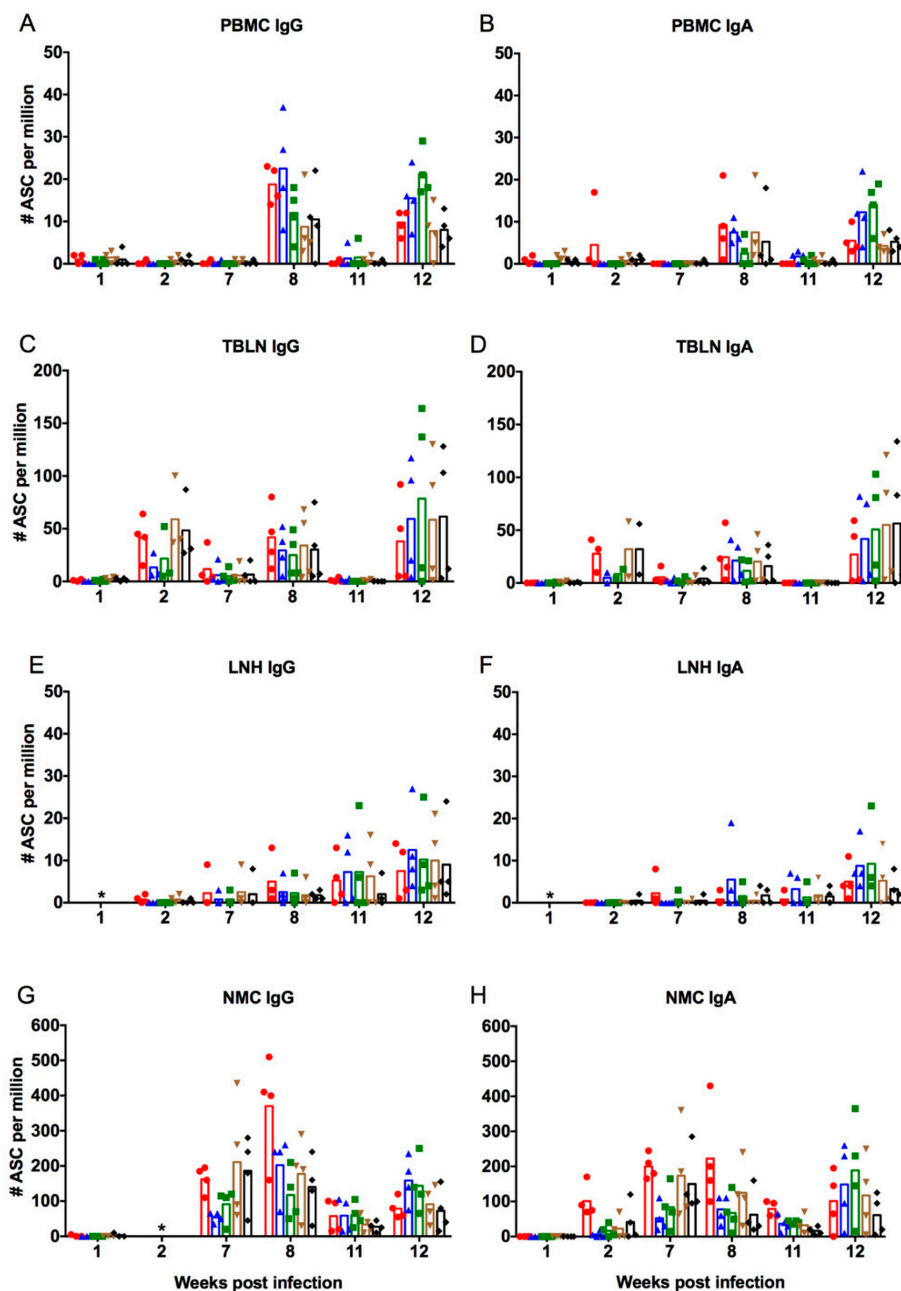 A
PBMC IgG
# ASC per million
50
40
30
20
10
0
1 2 7 8 11 12
B
PBMC IgA
50
40
30
20
10
0
1 2 7 8 11 12
C
TBLN IgG
# ASC per million
200
150
100
50
0
1 2 7 8 11 12
D
TBLN IgA
200
150
100
50
0
1 2 7 8 11 12
E
LNH IgG
# ASC per million
50
40
30
20
10
0
*
1 2 7 8 11 12
F
LNH IgA
50
40
30
20
10
0
*
1 2 7 8 11 12
G
NMC IgG
# ASC per million
600
500
400
300
200
100
0
*
1 2 7 8 11 12
Weeks post infection
H
NMC IgA
600
500
400
300
200
100
0
1 2 7 8 11 12
Weeks post infection